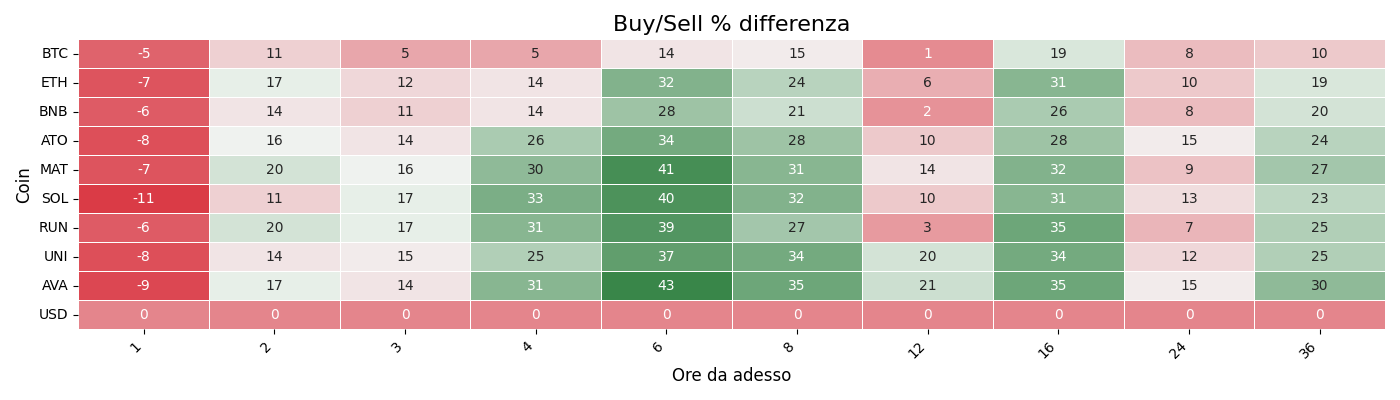 Buy/Sell % differenza
Coin
BTC -5 11 5 5 14 15 1 19 8 10
ETH -7 17 12 14 32 24 6 31 10 19
BNB -6 14 11 14 28 21 2 26 8 20
ATO -8 16 14 26 34 28 10 28 15 24
MAT -7 20 16 30 41 31 14 32 9 27
SOL -11 11 17 33 40 32 10 31 13 23
RUN -6 20 17 31 39 27 3 35 7 25
UNI -8 14 15 25 37 34 20 34 12 25
AVA -9 17 14 31 43 35 21 35 15 30
USD 0 0 0 0 0 0 0 0 0 0
1 2 3 4 6 8 12 16 24 36
Ore da adesso